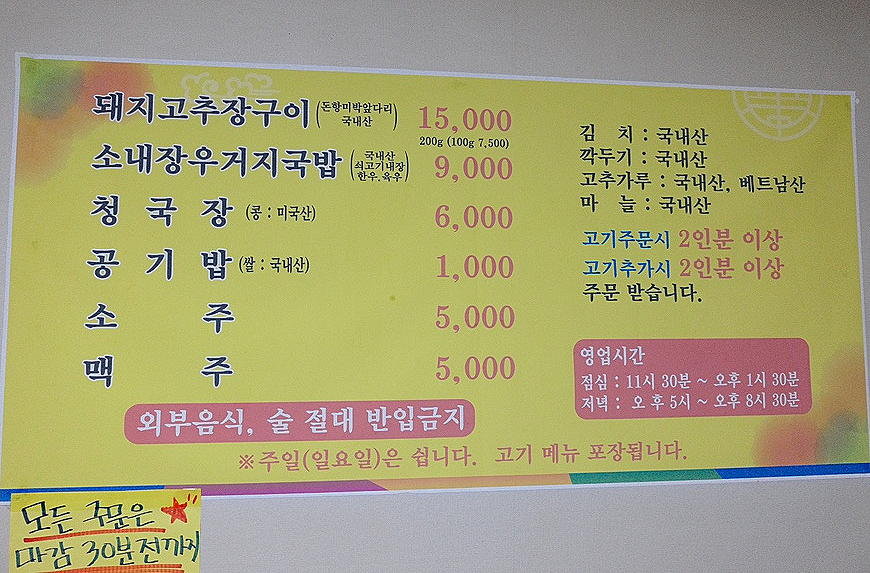 돼지고추장구이 (돈항미박앞다리 국내산) 15,000
200g (100g 7,500)
소내장우거지국밥 (국내산 쇠고기내장 한우,육우) 9,000
청 국 장 (콩 : 미국산) 6,000
공 기 밥 (쌀 : 국내산) 1,000
소 주 5,000
맥 주 5,000
외부음식, 술 절대 반입금지
※주일(일요일)은 쉽니다. 고기 메뉴 포장됩니다.
김 치 : 국내산
깍두기 : 국내산
고추가루 : 국내산, 베트남산
마 늘 : 국내산
고기주문시 2인분 이상
고기추가시 2인분 이상
주문 받습니다.
영업시간
점심 : 11시 30분 ~ 오후 1시 30분
저녁 : 오 후 5시 ~ 오후 8시 30분
모든 주문은
마감 30분전까지